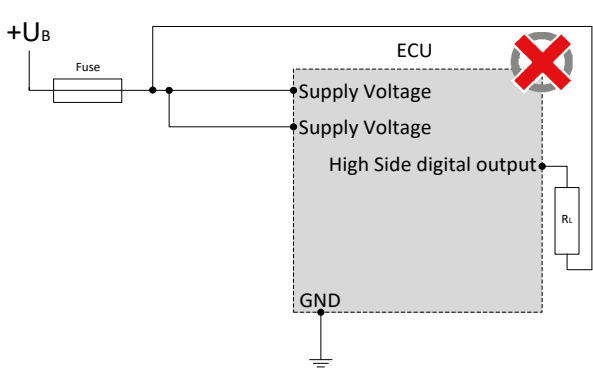 +UB
Fuse
ECU
Supply Voltage
Supply Voltage
High Side digital output
RL
GND